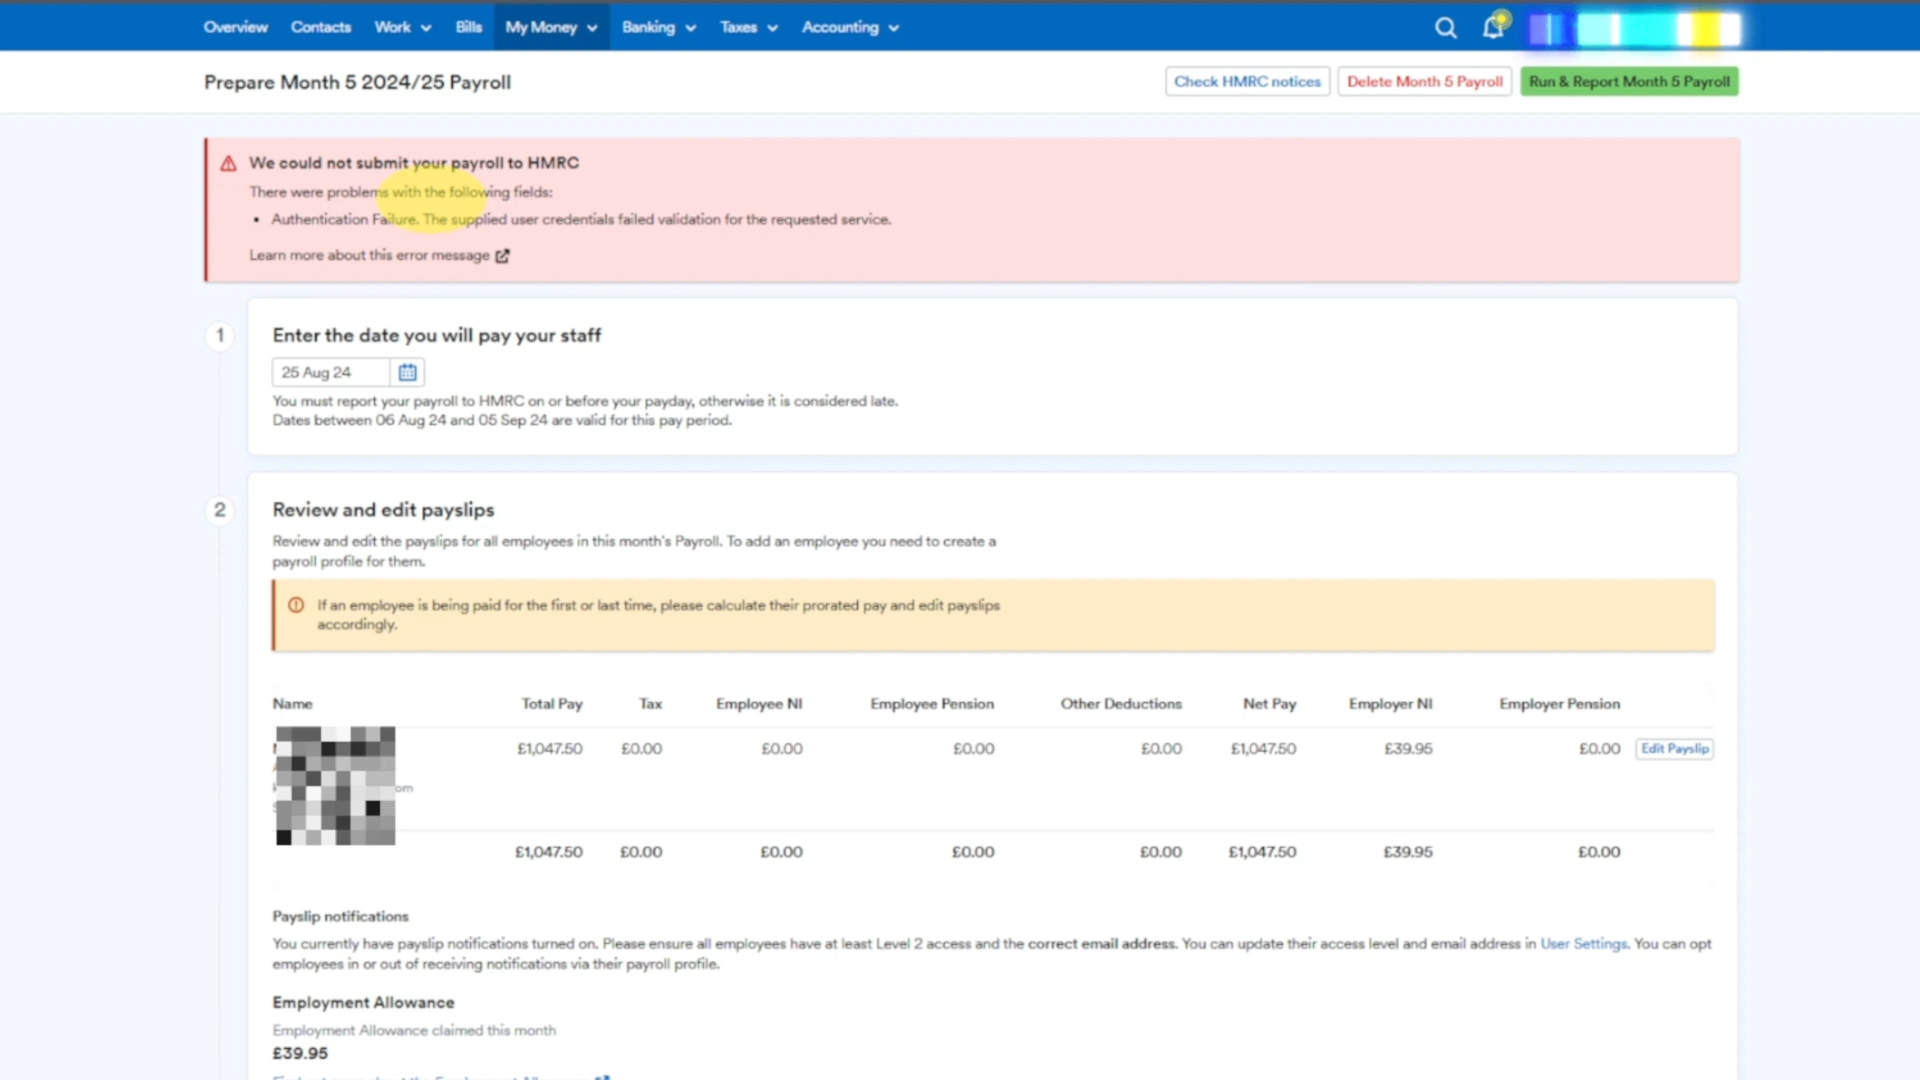 Overview Contacts Work Bills My Money Banking Taxes Accounting
Prepare Month 5 2024/25 Payroll
Check HMRC notices Delete Month 5 Payroll Run & Report Month 5 Payroll
We could not submit your payroll to HMRC
There were problems with the following fields:
• Authentication Failure. The supplied user credentials failed validation for the requested service.
Learn more about this error message
1 Enter the date you will pay your staff
25 Aug 24
You must report your payroll to HMRC on or before your payday, otherwise it is considered late.
Dates between 06 Aug 24 and 05 Sep 24 are valid for this pay period.
2 Review and edit payslips
Review and edit the payslips for all employees in this month's Payroll. To add an employee you need to create a
payroll profile for them.
If an employee is being paid for the first or last time, please calculate their prorated pay and edit payslips
accordingly.
Name Total Pay Tax Employee NI Employee Pension Other Deductions Net Pay Employer NI Employer Pension
£1,047.50 £0.00 £0.00 £0.00 £0.00 £1,047.50 £39.95 £0.00 Edit Payslip
om
£1,047.50 £0.00 £0.00 £0.00 £0.00 £1,047.50 £39.95 £0.00
Payslip notifications
You currently have payslip notifications turned on. Please ensure all employees have at least Level 2 access and the correct email address. You can update their access level and email address in User Settings. You can opt
employees in or out of receiving notifications via their payroll profile.
Employment Allowance
Employment Allowance claimed this month
£39.95